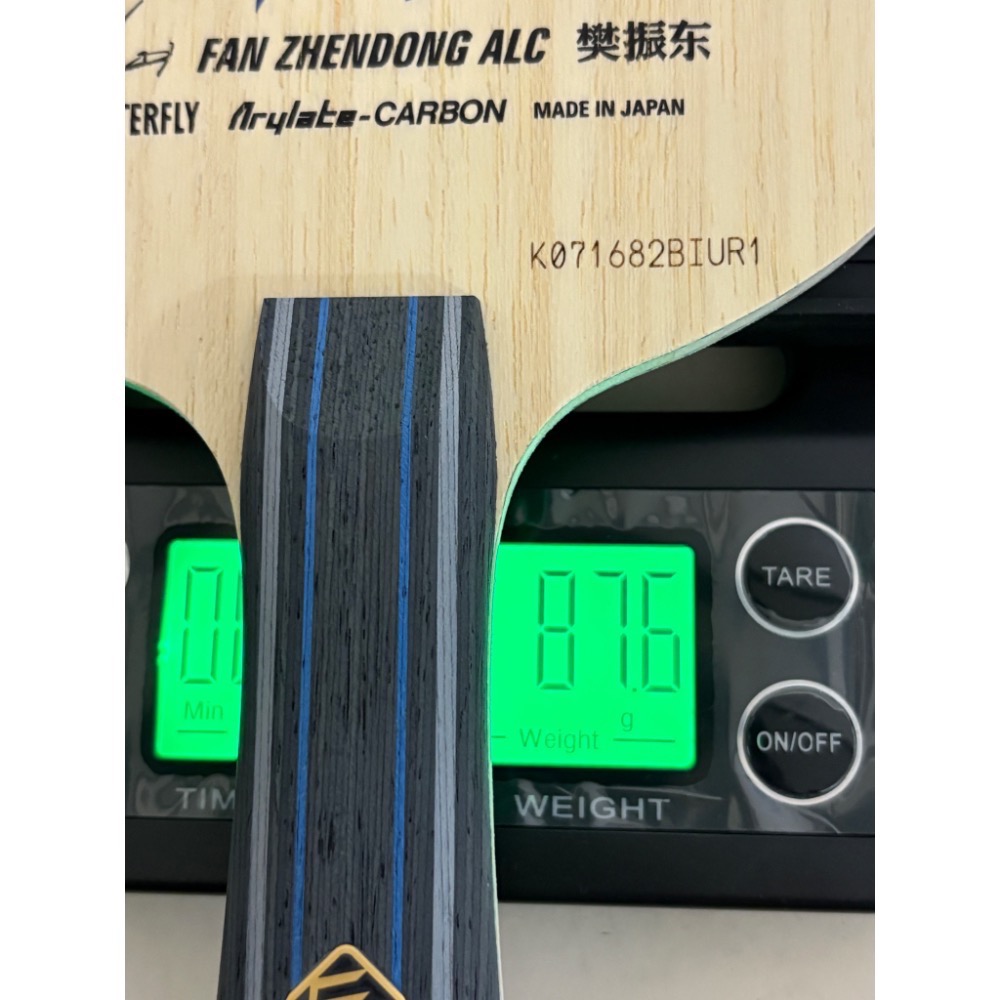 FAN ZHENDONG ALC 樊振东
TERFLY Arylate-CARBON MADE IN JAPAN
K071682BIUR1
87.6
TARE
Min
g
Weight
ON/OFF
TIM
WEIGHT